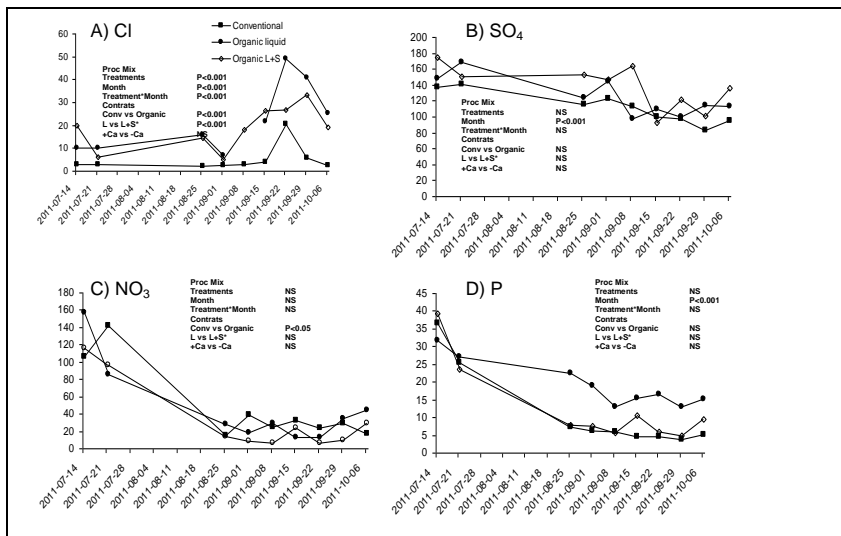 A) Cl
Conventional
Organic liquid
Organic L+S
60
50
40
30
20
10
0
Proc Mix
Treatments P<0.001
Month P<0.001
Treatment*Month P<0.001
Contrats
Conv vs Organic P<0.001
L vs L+S* P<0.001
+Ca vs -Ca NS
2011-07-14
2011-07-21
2011-07-28
2011-08-04
2011-08-11
2011-08-18
2011-08-25
2011-09-01
2011-09-08
2011-09-15
2011-09-22
2011-09-29
2011-10-06
B) SO4
200
180
160
140
120
100
80
60
40
20
0
Proc Mix
Treatments NS
Month P<0.001
Treatment*Month NS
Contrats
Conv vs Organic NS
L vs L+S* NS
+Ca vs -Ca NS
2011-07-14
2011-07-21
2011-07-28
2011-08-04
2011-08-11
2011-08-18
2011-08-25
2011-09-01
2011-09-08
2011-09-15
2011-09-22
2011-09-29
2011-10-06
C) NO3
180
160
140
120
100
80
60
40
20
0
Proc Mix
Treatments NS
Month NS
Treatment*Month NS
Contrats
Conv vs Organic P<0.05
L vs L+S* NS
+Ca vs -Ca NS
2011-07-14
2011-07-21
2011-07-28
2011-08-04
2011-08-11
2011-08-18
2011-08-25
2011-09-01
2011-09-08
2011-09-15
2011-09-22
2011-09-29
2011-10-06
D) P
45
40
35
30
25
20
15
10
5
0
Proc Mix
Treatments NS
Month P<0.001
Treatment*Month NS
Contrats
Conv vs Organic NS
L vs L+S* NS
+Ca vs -Ca NS
2011-07-14
2011-07-21
2011-07-28
2011-08-04
2011-08-11
2011-08-18
2011-08-25
2011-09-01
2011-09-08
2011-09-15
2011-09-22
2011-09-29
2011-10-06